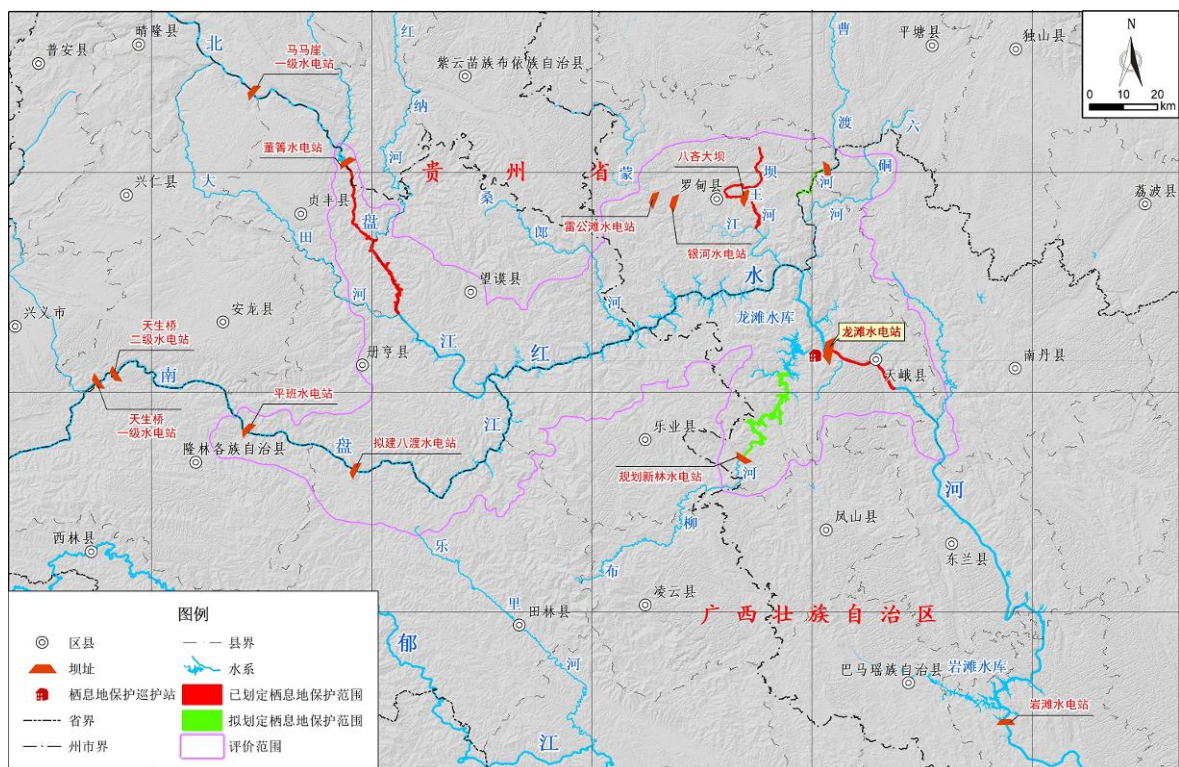 普安县
晴隆县
北
马马崖
一级水电站
红
纳
河
紫云苗族布依族自治县
曹
渡
河
平塘县
独山县
N
0 10 20
km
董箐水电站
大
田
河
兴仁县
贞丰县
盘
江
贵州省
桑
郎
河
蒙
江
八吝大坝
坝
王
河
罗甸县
六
硐
河
荔波县
雷公滩水电站
银河水电站
望谟县
水
龙滩水库
龙滩水电站
兴义市
天生桥
二级水电站
安龙县
册亨县
红
天峨县
南丹县
南
天生桥
一级水电站
平班水电站
隆林各族自治县
盘
江
拟建八渡水电站
乐业县
规划新林水电站
河
柳
布
河
凤山县
东兰县
西林县
乐
里
河
田林县
凌云县
广西壮族自治区
郁
江
巴马瑶族自治县
岩滩水库
岩滩水电站
图例
区县
县界
坝址
水系
栖息地保护巡护站
已划定栖息地保护范围
省界
拟划定栖息地保护范围
州市界
评价范围